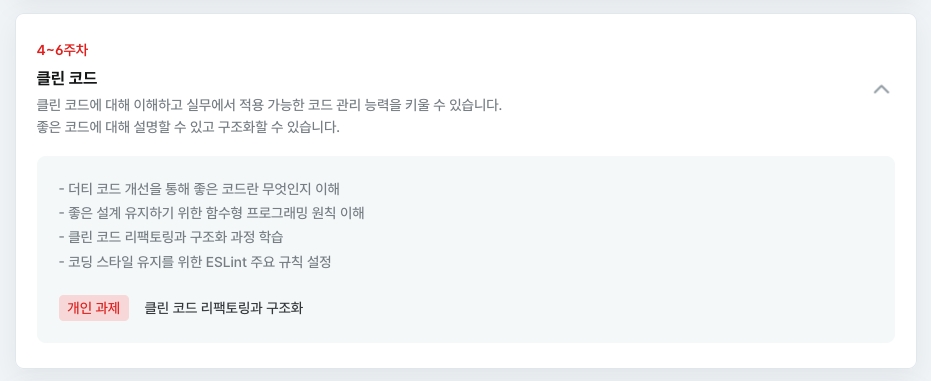 4~6주차
클린 코드
클린 코드에 대해 이해하고 실무에서 적용 가능한 코드 관리 능력을 키울 수 있습니다.
좋은 코드에 대해 설명할 수 있고 구조화할 수 있습니다.
- 더티 코드 개선을 통해 좋은 코드란 무엇인지 이해
- 좋은 설계 유지하기 위한 함수형 프로그래밍 원칙 이해
- 클린 코드 리팩토링과 구조화 과정 학습
- 코딩 스타일 유지를 위한 ESLint 주요 규칙 설정
개인 과제 클린 코드 리팩토링과 구조화